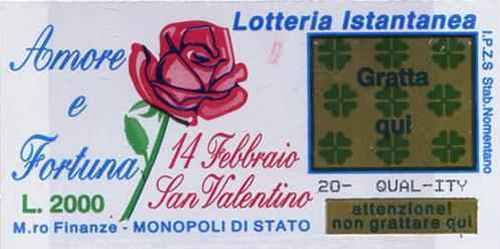 Lotteria Istantanea
Amore
e
Fortuna
14 Febbraio
San Valentino
L. 2000
M.ro Finanze - MONOPOLI DI STATO
Gratta
qui
20- QUAL-ITY
attenzione!
non grattare qui
I.P.Z.S Stab. Nomentano